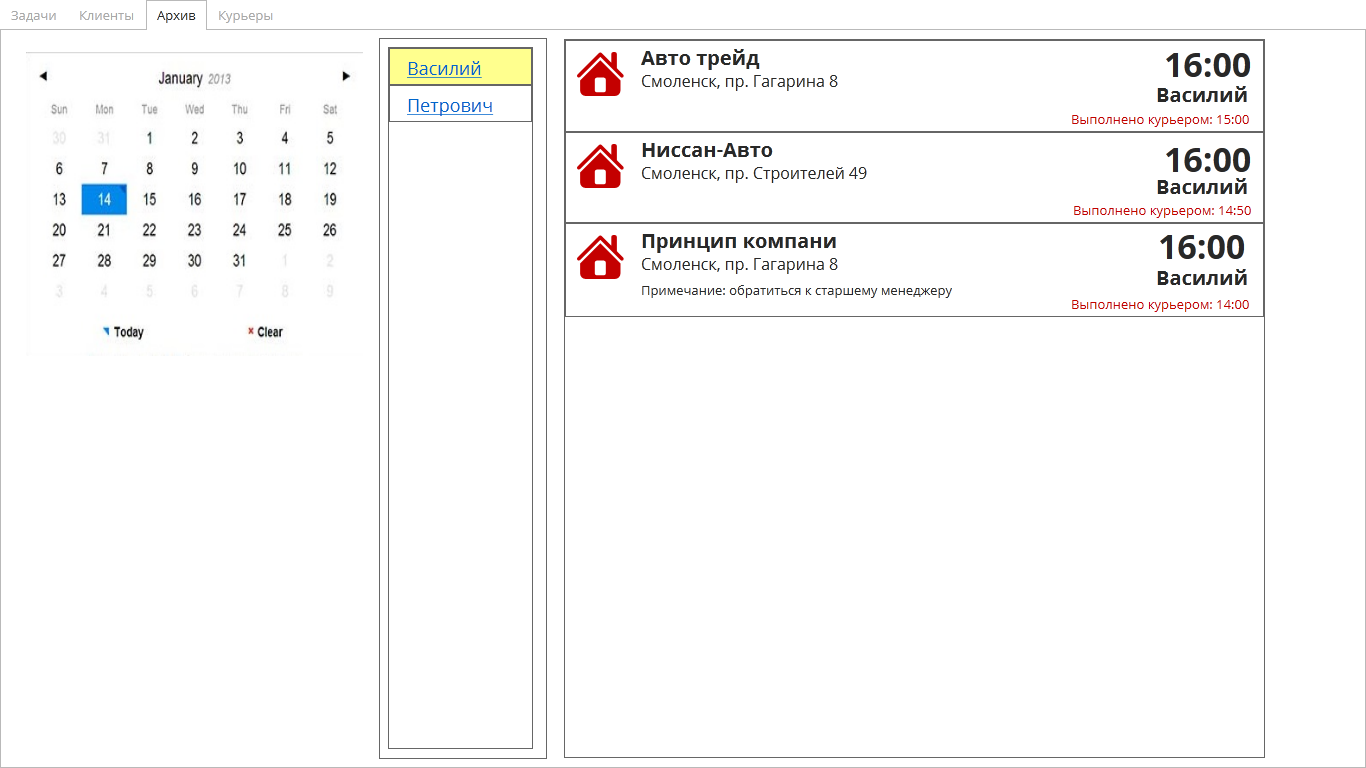 Задачи Клиенты Архив Курьеры
January 2013
Sun Mon Tue Wed Thu Fri Sat
30 31 1 2 3 4 5
6 7 8 9 10 11 12
13 14 15 16 17 18 19
20 21 22 23 24 25 26
27 28 29 30 31 1 2
3 4 5 6 7 8 9
Today Clear
Василий
Петрович
Авто трейд
Смоленск, пр. Гагарина 8
16:00
Василий
Выполнено курьером: 15:00
Ниссан-Авто
Смоленск, пр. Строителей 49
16:00
Василий
Выполнено курьером: 14:50
Принцип компани
Смоленск, пр. Гагарина 8
Примечание: обратиться к старшему менеджеру
16:00
Василий
Выполнено курьером: 14:00